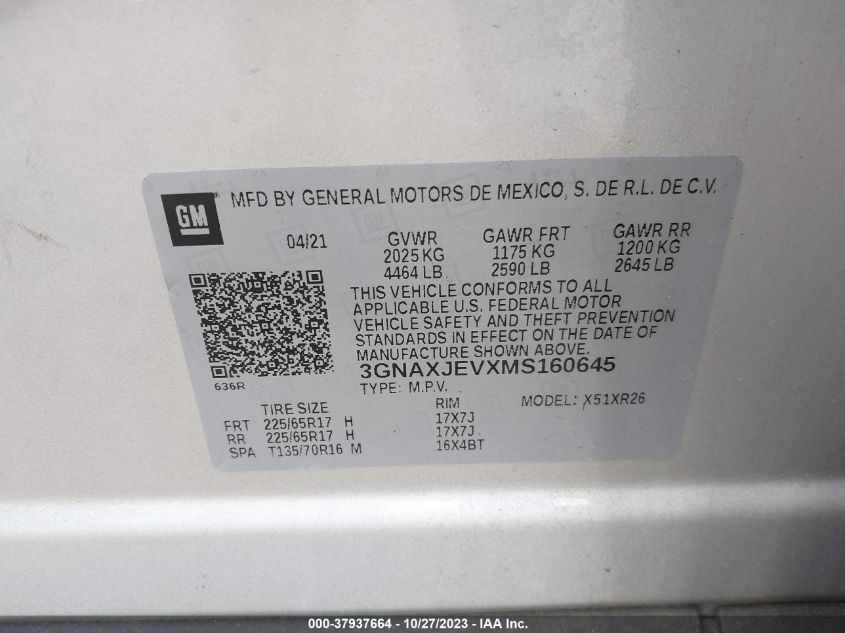 GM
MFD BY GENERAL MOTORS DE MEXICO, S. DE R.L. DE C.V.
04/21 GVWR GAWR FRT GAWR RR
2025 KG 1175 KG 1200 KG
4464 LB 2590 LB 2645 LB
THIS VEHICLE CONFORMS TO ALL
APPLICABLE U.S. FEDERAL MOTOR
VEHICLE SAFETY AND THEFT PREVENTION
STANDARDS IN EFFECT ON THE DATE OF
MANUFACTURE SHOWN ABOVE.
636R
3GNAXJEVXMS160645
TYPE: M.P.V.
TIRE SIZE RIM MODEL: X51XR26
FRT 225/65R17 H 17X7J
RR 225/65R17 H 17X7J
SPA T135/70R16 M 16X4BT
000-37937664 - 10/27/2023 - IAA Inc.